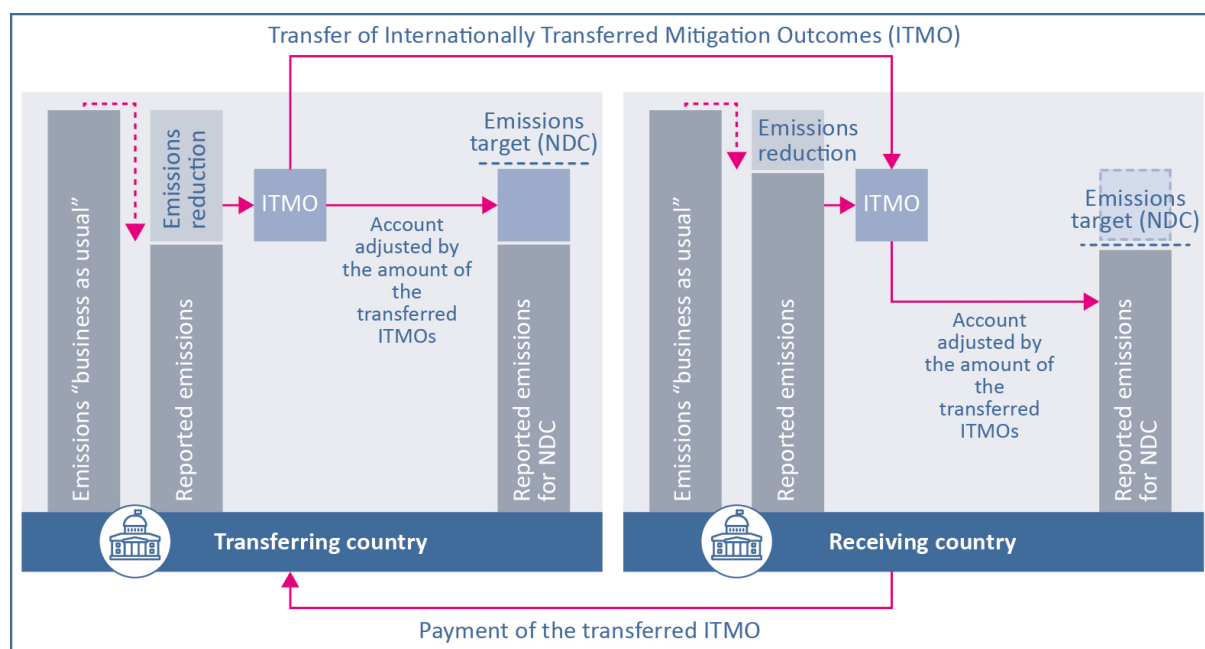 Transfer of Internationally Transferred Mitigation Outcomes (ITMO)
Emissions “business as usual”
Emissions
reduction
Reported emissions
ITMO
Account
adjusted by
the amount of
the
transferred
ITMOs
Emissions
target (NDC)
Reported emissions
for NDC
Transferring country
Emissions “business as usual”
Emissions
reduction
Reported emissions
ITMO
Account
adjusted by
the amount of
the
transferred
ITMOs
Emissions
target (NDC)
Reported emissions
for NDC
Receiving country
Payment of the transferred ITMO